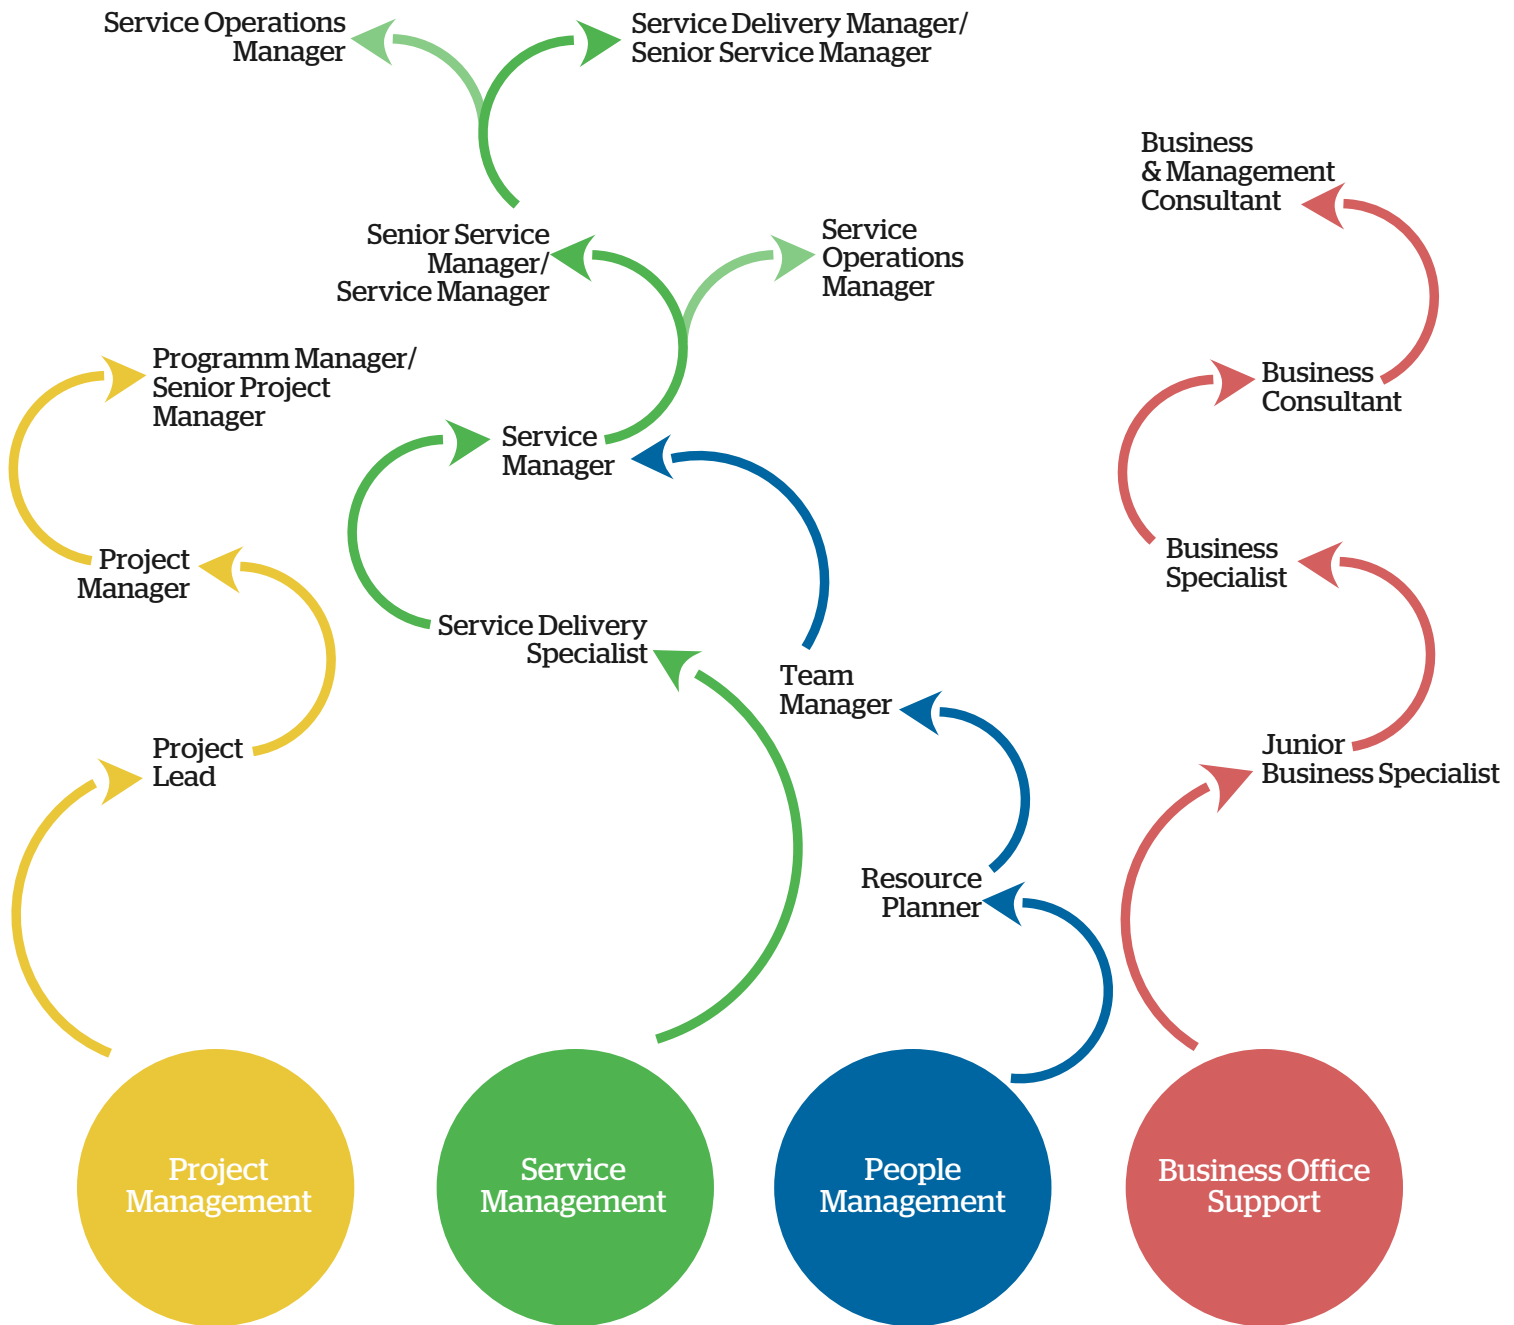 Service Operations
Manager
Service Delivery Manager/
Senior Service Manager
Business
& Management
Consultant
Senior Service
Manager/
Service Manager
Service
Operations
Manager
Programm Manager/
Senior Project
Manager
Business
Consultant
Service
Manager
Project
Manager
Business
Specialist
Service Delivery
Specialist
Team
Manager
Project
Lead
Junior
Business Specialist
Resource
Planner
Project
Management
Service
Management
People
Management
Business Office
Support